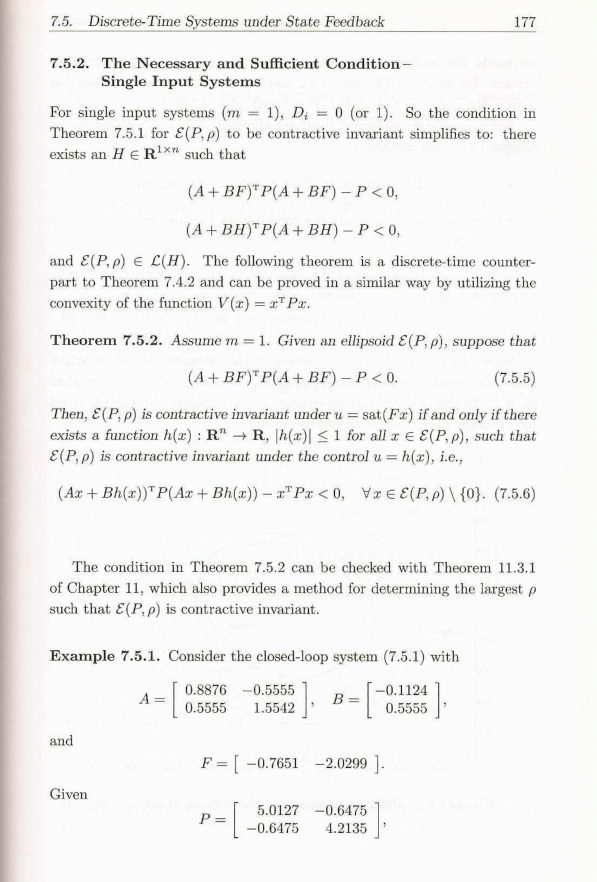 7.5. Discrete-Time Systems under State Feedback 177
7.5.2. The Necessary and Sufficient Condition–
Single Input Systems
For single input systems (m = 1), Dᵢ = 0 (or 1). So the condition in
Theorem 7.5.1 for ℰ(P, ρ) to be contractive invariant simplifies to: there
exists an H ∈ R¹ˣⁿ such that
(A + BF)ᵀP(A + BF) − P < 0,
(A + BH)ᵀP(A + BH) − P < 0,
and ℰ(P, ρ) ∈ ℒ(H). The following theorem is a discrete-time counter-
part to Theorem 7.4.2 and can be proved in a similar way by utilizing the
convexity of the function V(x) = xᵀPx.
Theorem 7.5.2. Assume m = 1. Given an ellipsoid ℰ(P, ρ), suppose that
(A + BF)ᵀP(A + BF) − P < 0. (7.5.5)
Then, ℰ(P, ρ) is contractive invariant under u = sat(Fx) if and only if there
exists a function h(x) : Rⁿ → R, |h(x)| ≤ 1 for all x ∈ ℰ(P, ρ), such that
ℰ(P, ρ) is contractive invariant under the control u = h(x), i.e.,
(Ax + Bh(x))ᵀP(Ax + Bh(x)) − xᵀPx < 0, ∀ x ∈ ℰ(P, ρ) \ {0}. (7.5.6)
The condition in Theorem 7.5.2 can be checked with Theorem 11.3.1
of Chapter 11, which also provides a method for determining the largest ρ
such that ℰ(P, ρ) is contractive invariant.
Example 7.5.1. Consider the closed-loop system (7.5.1) with
A = [ 0.8876 −0.5555 ; 0.5555 1.5542 ], B = [ −0.1124 ; 0.5555 ],
and
F = [ −0.7651 −2.0299 ].
Given
P = [ 5.0127 −0.6475 ; −0.6475 4.2135 ],